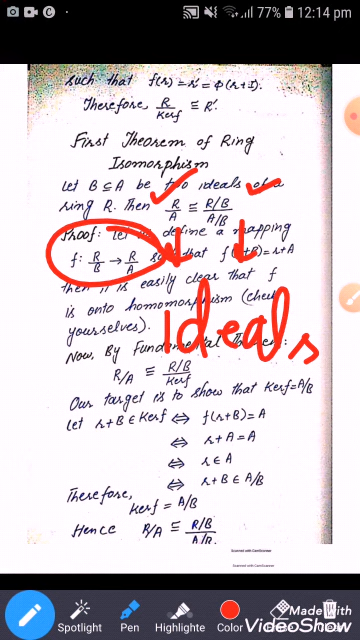 77% 12:14 pm
such that f(r)=r'=φ(r+I).
Therefore, R/Kerf ≅ R'.
First Theorem of Ring
Isomorphism
Let B⊆A be two ideals of a
ring R. Then R/A ≅ R/B / A/B
Proof: Let us define a mapping
f: R/B → R/A such that f(r+B)=r+A
then it is easily clear that f
is onto homomorphism (check
yourselves).
ideals
Now, By Fundamental Theorem:
R/A ≅ R/B / Kerf
Our target is to show that Kerf=A/B
Let r+B∈Kerf ⇔ f(r+B)=A
⇔ r+A=A
⇔ r∈A
⇔ r+B∈A/B
Therefore,
Kerf = A/B
Hence R/A ≅ R/B / A/B
Scanned with CamScanner
Scanned with CamScanner
Made With
Spotlight Pen Highlighte Color
VideoShow